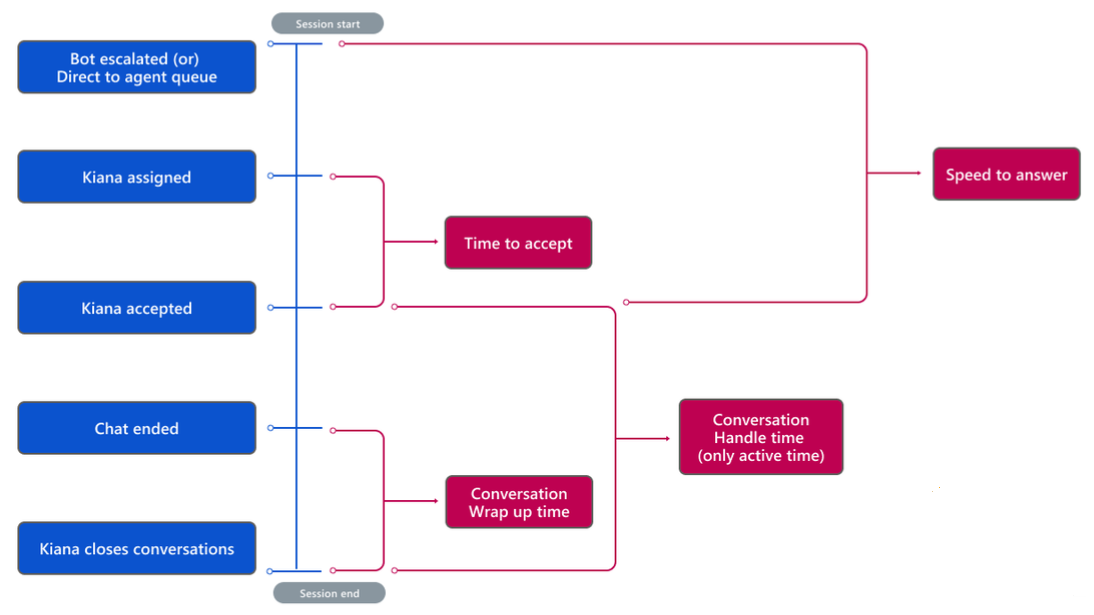 Session start
Bot escalated (or)
Direct to agent queue
Kiana assigned
Speed to answer
Time to accept
Kiana accepted
Chat ended
Conversation
Handle time
(only active time)
Conversation
Wrap up time
Kiana closes conversations
Session end